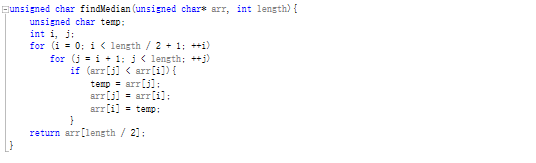 unsigned char findMedian(unsigned char* arr, int length){
    unsigned char temp;
    int i, j;
    for (i = 0; i < length / 2 + 1; ++i)
        for (j = i + 1; j < length; ++j)
            if (arr[j] < arr[i]){
                temp = arr[j];
                arr[j] = arr[i];
                arr[i] = temp;
            }
    return arr[length / 2];
}